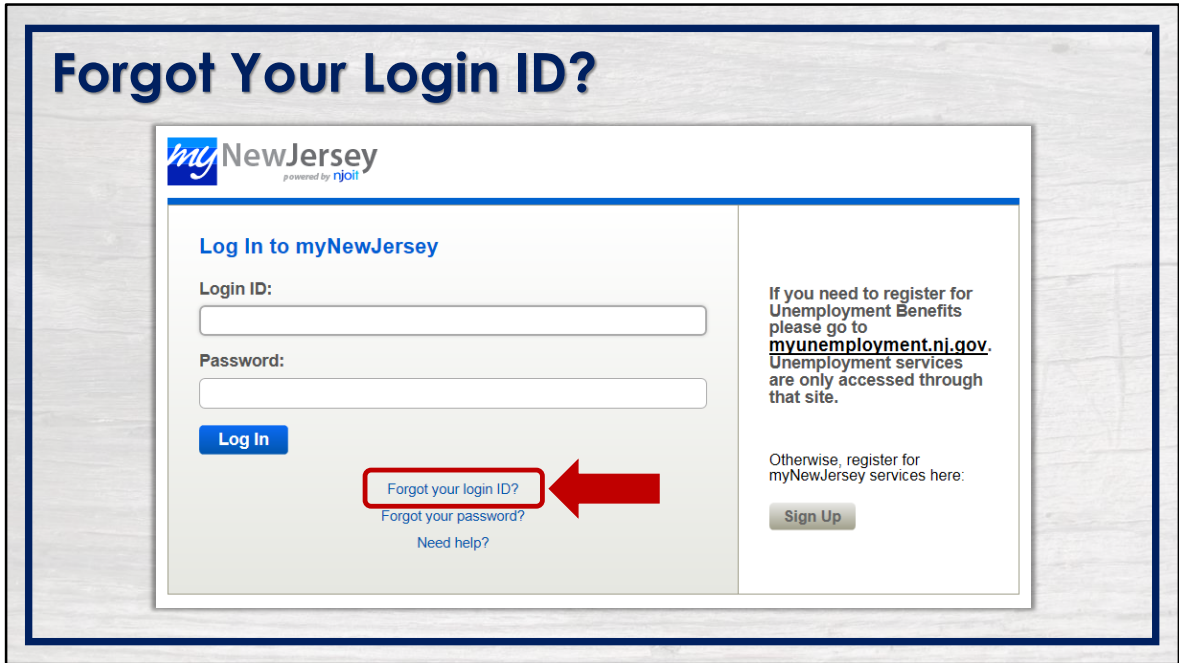 Forgot Your Login ID?
my NewJersey
powered by njoit
Log In to myNewJersey
Login ID:
Password:
Log In
Forgot your login ID?
Forgot your password?
Need help?
If you need to register for
Unemployment Benefits
please go to
myunemployment.nj.gov.
Unemployment services
are only accessed through
that site.
Otherwise, register for
myNewJersey services here:
Sign Up